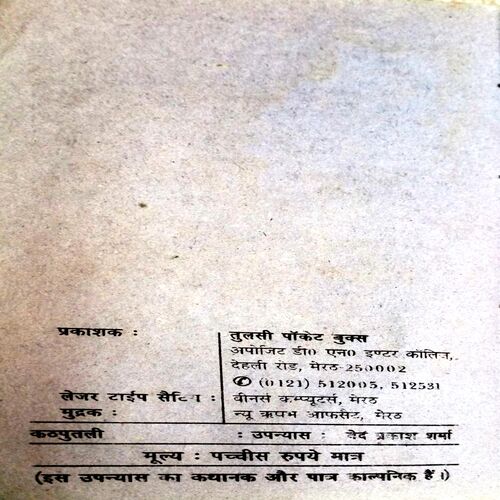 प्रकाशक : तुलसी पॉकेट बुक्स
अपोजिट डी० एन० इण्टर कॉलिज,
देहली रोड, मेरठ-250002
✆ (0121) 512005, 512531
लेजर टाईप सैटिंग : वीनर्स कम्प्यूटर्स, मेरठ
मुद्रक : न्यू ऋषभ आफसैट, मेरठ
कठपुतली : उपन्यास : वेद प्रकाश शर्मा
मूल्य : पच्चीस रुपये मात्र
(इस उपन्यास का कथानक और पात्र काल्पनिक हैं।)